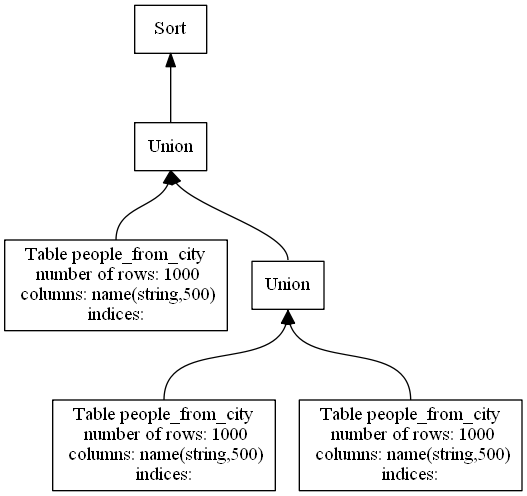 Sort
Union
Table people_from_city
number of rows: 1000
columns: name(string,500)
indices:
Union
Table people_from_city
number of rows: 1000
columns: name(string,500)
indices:
Table people_from_city
number of rows: 1000
columns: name(string,500)
indices: